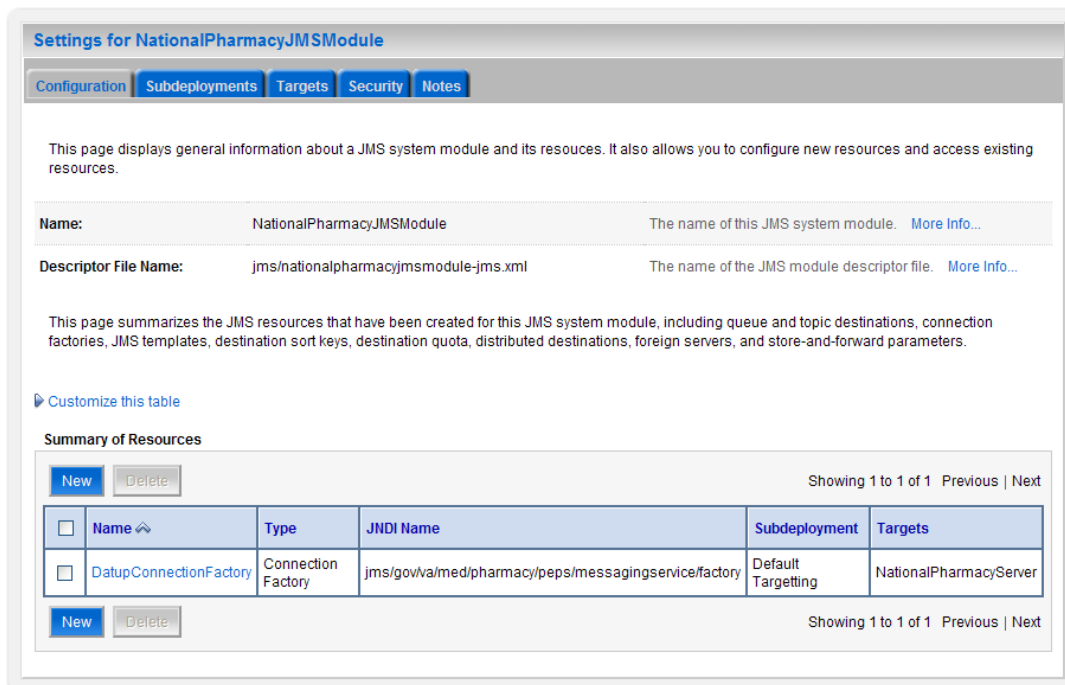 Settings for NationalPharmacyJMSModule
Configuration Subdeployments Targets Security Notes
This page displays general information about a JMS system module and its resouces. It also allows you to configure new resources and access existing
resources.
Name: NationalPharmacyJMSModule The name of this JMS system module. More Info...
Descriptor File Name: jms/nationalpharmacyjmsmodule-jms.xml The name of the JMS module descriptor file. More Info...
This page summarizes the JMS resources that have been created for this JMS system module, including queue and topic destinations, connection
factories, JMS templates, destination sort keys, destination quota, distributed destinations, foreign servers, and store-and-forward parameters.
Customize this table
Summary of Resources
New Delete Showing 1 to 1 of 1 Previous | Next
Name Type JNDI Name Subdeployment Targets
DatupConnectionFactory Connection Factory jms/gov/va/med/pharmacy/peps/messagingservice/factory Default Targetting NationalPharmacyServer
New Delete Showing 1 to 1 of 1 Previous | Next